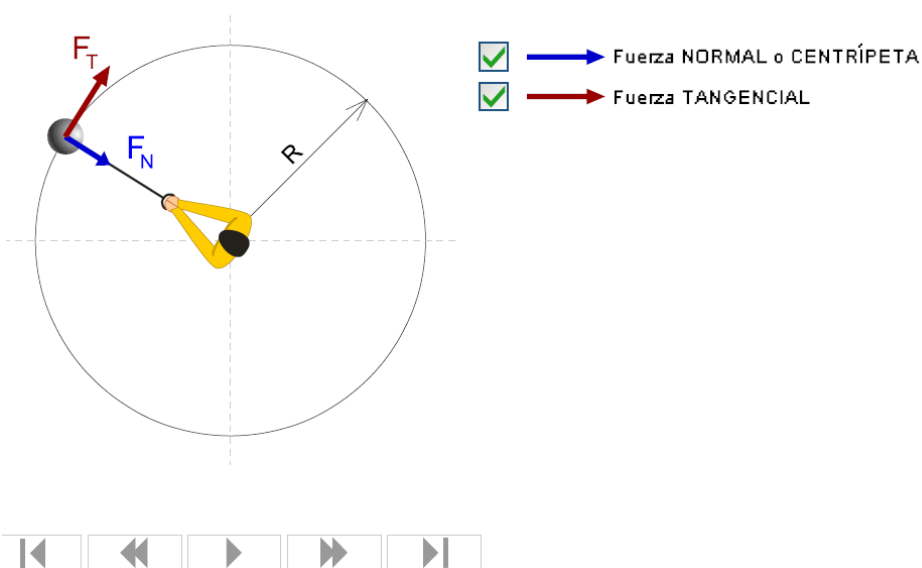 F_T
F_N
R
Fuerza NORMAL o CENTRÍPETA
Fuerza TANGENCIAL